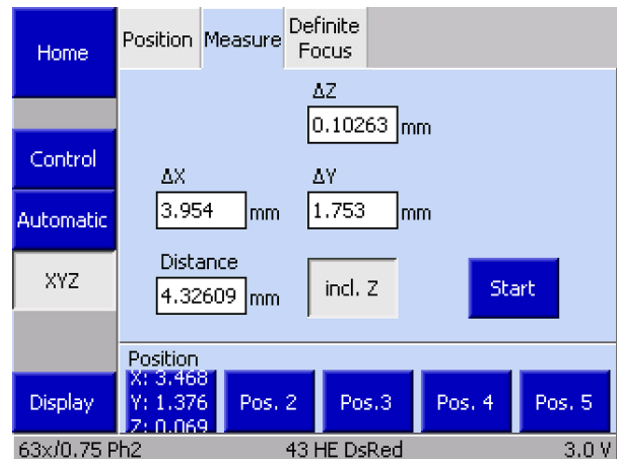 Home
Position
Measure
Definite
Focus
ΔZ
0.10263 mm
Control
ΔX
ΔY
Automatic
3.954 mm
1.753 mm
Distance
XYZ
4.32609 mm
incl. Z
Start
Position
X: 3.468
Y: 1.376
Z: 0.069
Pos. 2
Pos.3
Pos. 4
Pos. 5
Display
63x/0.75 Ph2
43 HE DsRed
3.0 V